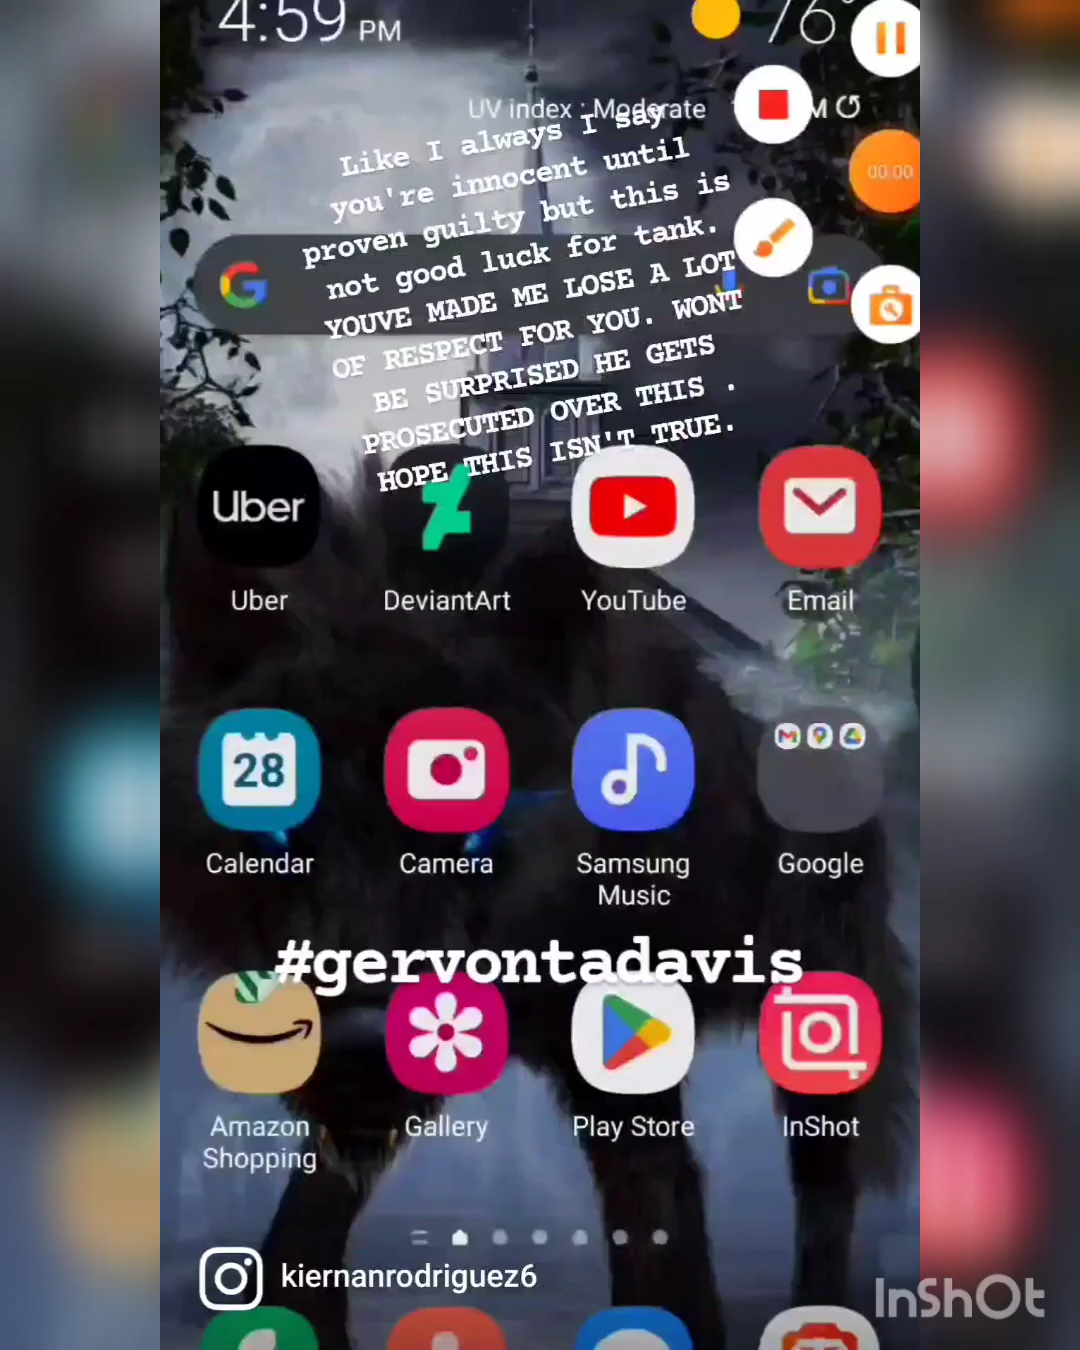 4:59 PM
76°
UV index : Moderate
M
00:00
Like I always I say
you're innocent until
proven guilty but this is
not good luck for tank.
YOUVE MADE ME LOSE A LOT
OF RESPECT FOR YOU. WONT
BE SURPRISED HE GETS
PROSECUTED OVER THIS .
HOPE THIS ISN'T TRUE.
Uber
Uber
DeviantArt
YouTube
Email
28
Calendar
Camera
Samsung
Music
Google
#gervontadavis
Amazon
Shopping
Gallery
Play Store
InShot
kiernanrodriguez6
InShOt